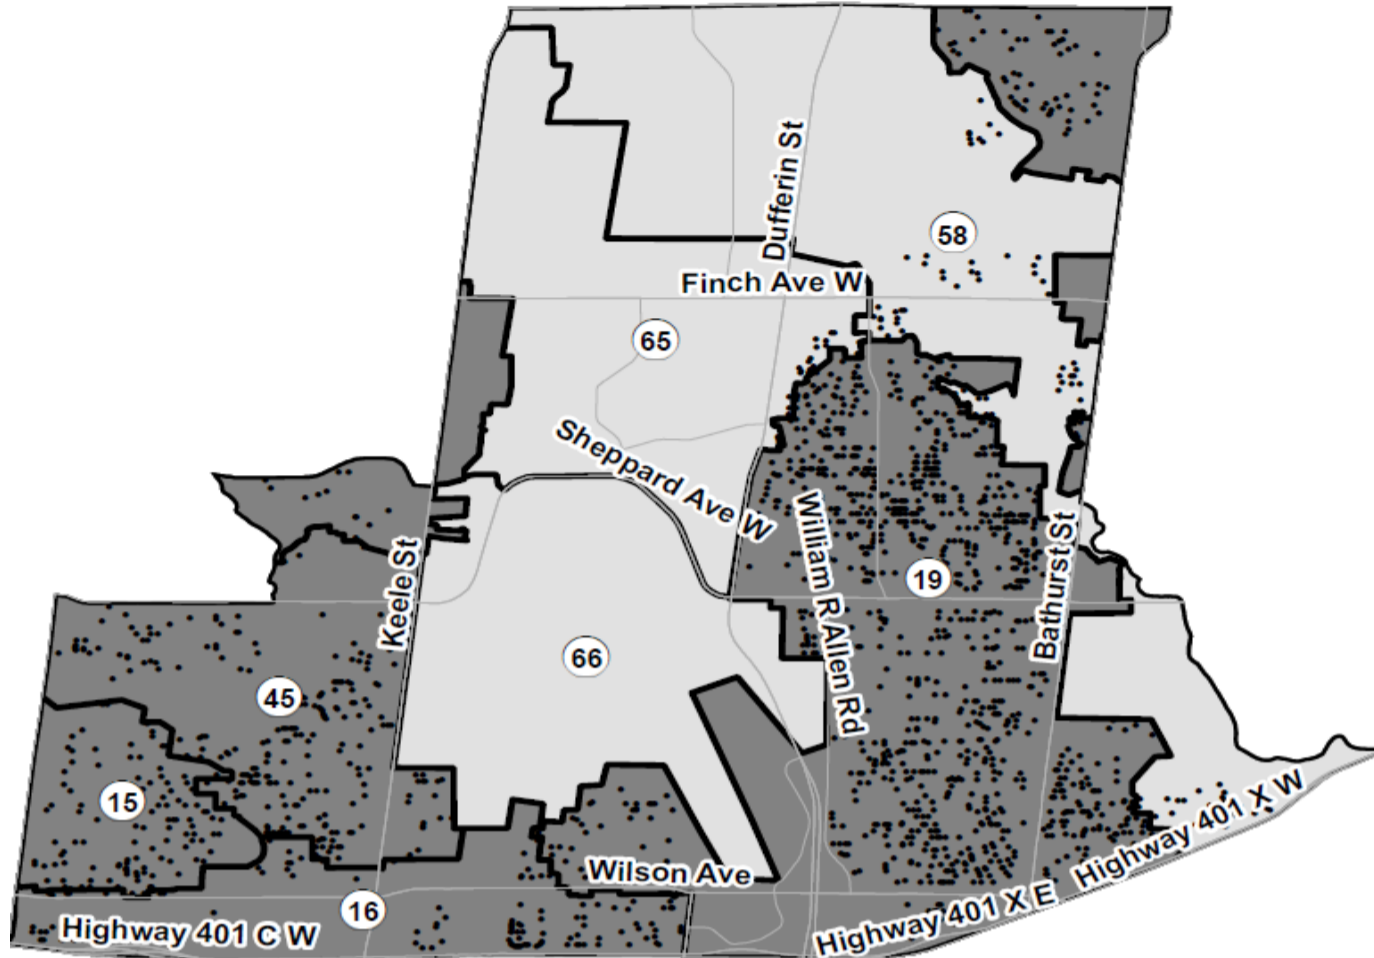 Dufferin St
58
Finch Ave W
65
Sheppard Ave W
William R Allen Rd
Keele St
19
Bathurst St
66
45
15
Wilson Ave
Highway 401 X W
16
Highway 401 X E
Highway 401 C W